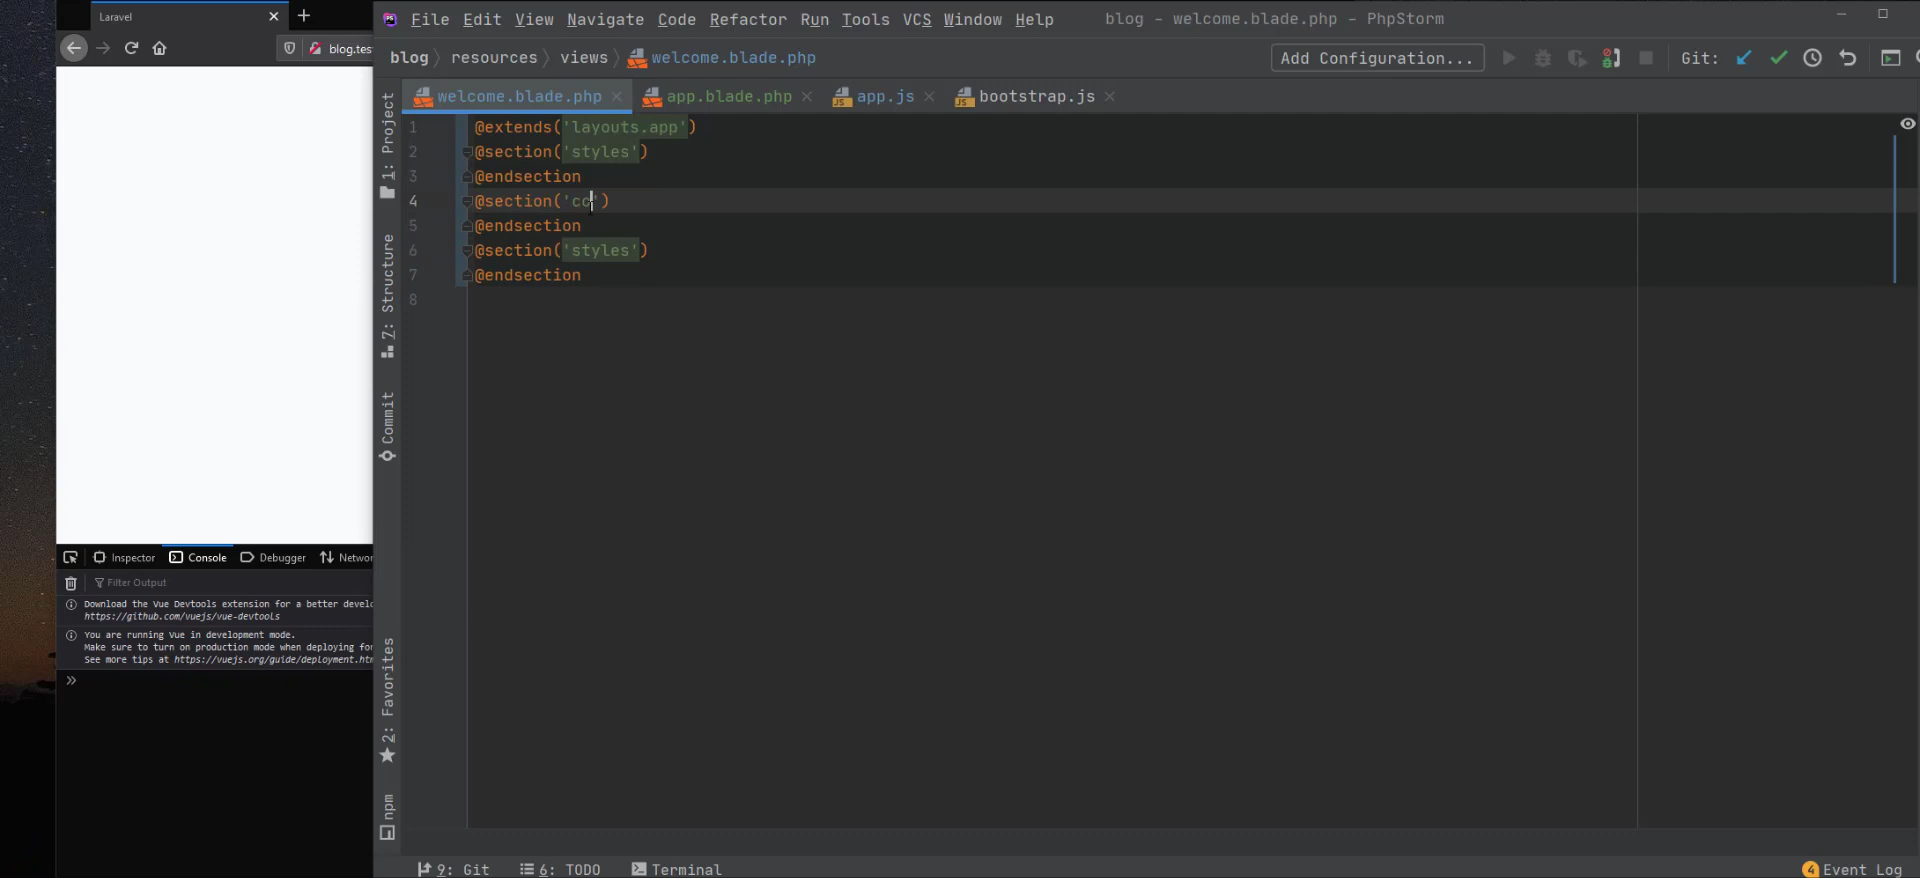 Laravel
blog.tes
File Edit View Navigate Code Refactor Run Tools VCS Window Help
blog - welcome.blade.php - PhpStorm
blog resources views welcome.blade.php
Add Configuration...
Git:
welcome.blade.php app.blade.php app.js bootstrap.js
1 @extends('layouts.app')
2 @section('styles')
3 @endsection
4 @section('co')
5 @endsection
6 @section('styles')
7 @endsection
8
1: Project
7: Structure
Commit
2: Favorites
npm
Inspector Console Debugger Netwo
Filter Output
Download the Vue Devtools extension for a better develo
https://github.com/vuejs/vue-devtools
You are running Vue in development mode.
Make sure to turn on production mode when deploying for
See more tips at https://vuejs.org/guide/deployment.htm
9: Git 6: TODO Terminal
4 Event Log